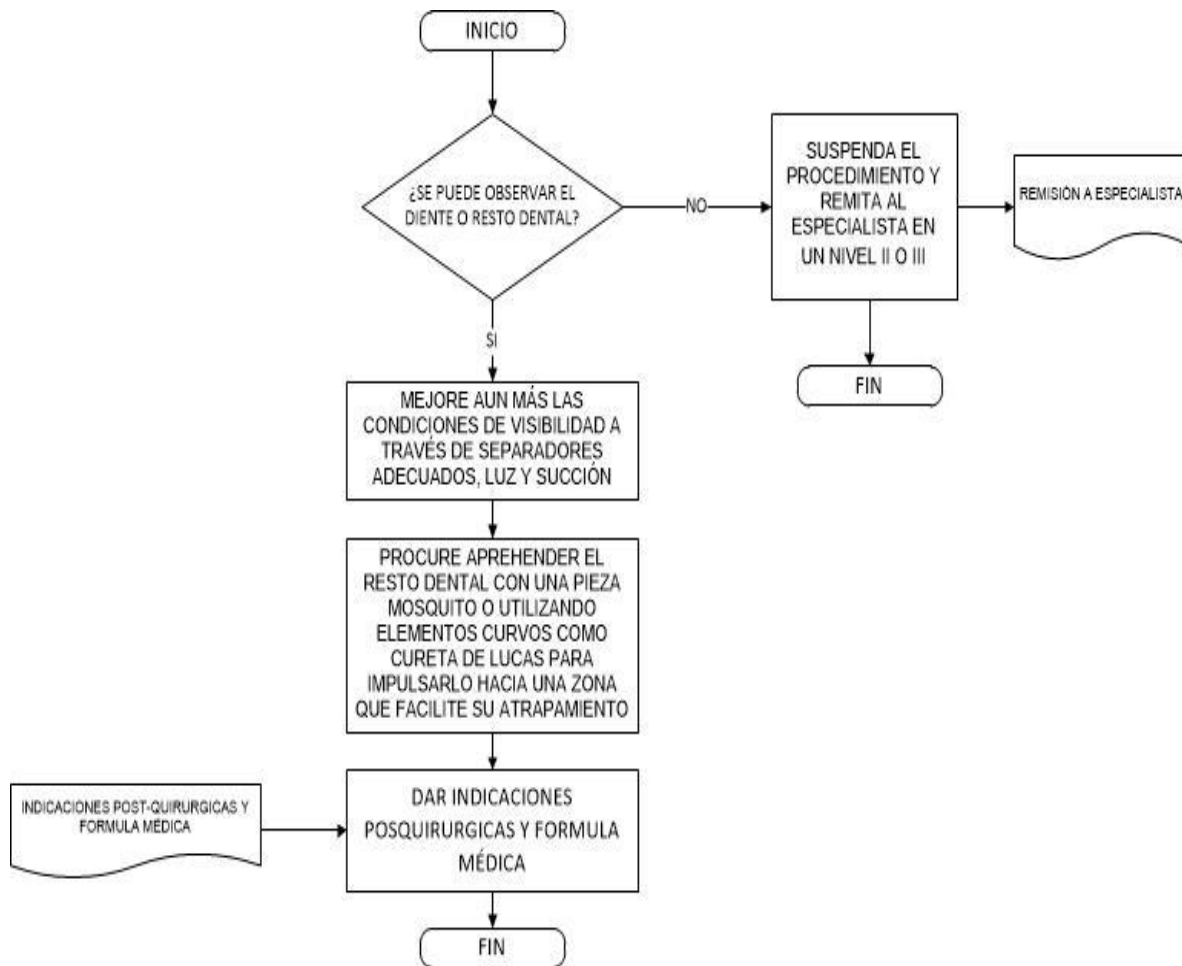 INICIO
¿SE PUEDE OBSERVAR EL
DIENTE O RESTO DENTAL?
NO
SUSPENDA EL
PROCEDIMIENTO Y
REMITA AL
ESPECIALISTA EN
UN NIVEL II O III
REMISIÓN A ESPECIALISTA
FIN
SI
MEJORE AUN MÁS LAS
CONDICIONES DE VISIBILIDAD A
TRAVÉS DE SEPARADORES
ADECUADOS, LUZ Y SUCCIÓN
PROCURE APREHENDER EL
RESTO DENTAL CON UNA PIEZA
MOSQUITO O UTILIZANDO
ELEMENTOS CURVOS COMO
CURETA DE LUCAS PARA
IMPULSARLO HACIA UNA ZONA
QUE FACILITE SU ATRAPAMIENTO
INDICACIONES POST-QUIRURGICAS Y
FORMULA MÉDICA
DAR INDICACIONES
POSQUIRURGICAS Y FORMULA
MÉDICA
FIN